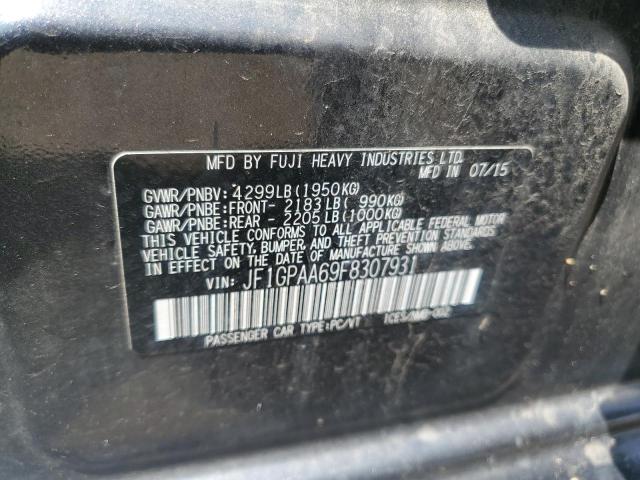 MFD BY FUJI HEAVY INDUSTRIES LTD.
MFD IN 07/15
GVWR/PNBV: 4299LB(1950KG)
GAWR/PNBE:FRONT- 2183LB( 990KG)
GAWR/PNBE:REAR - 2205LB(1000KG)
THIS VEHICLE CONFORMS TO ALL APPLICABLE FEDERAL MOTOR
VEHICLE SAFETY, BUMPER, AND THEFT PREVENTION STANDARDS
IN EFFECT ON THE DATE OF MANUFACTURE SHOWN ABOVE.
VIN: JF1GPAA69F8307931
PASSENGER CAR TYPE:PC/VT